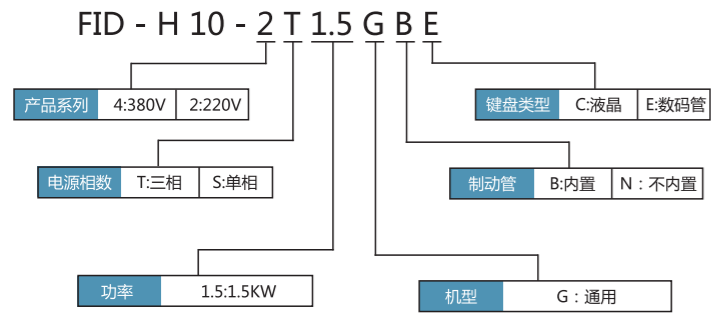 FID - H 10 - 2 T 1.5 G B E
产品系列 4:380V 2:220V
键盘类型 C:液晶 E:数码管
电源相数 T:三相 S:单相
制动管 B:内置 N：不内置
功率 1.5:1.5KW
机型 G：通用